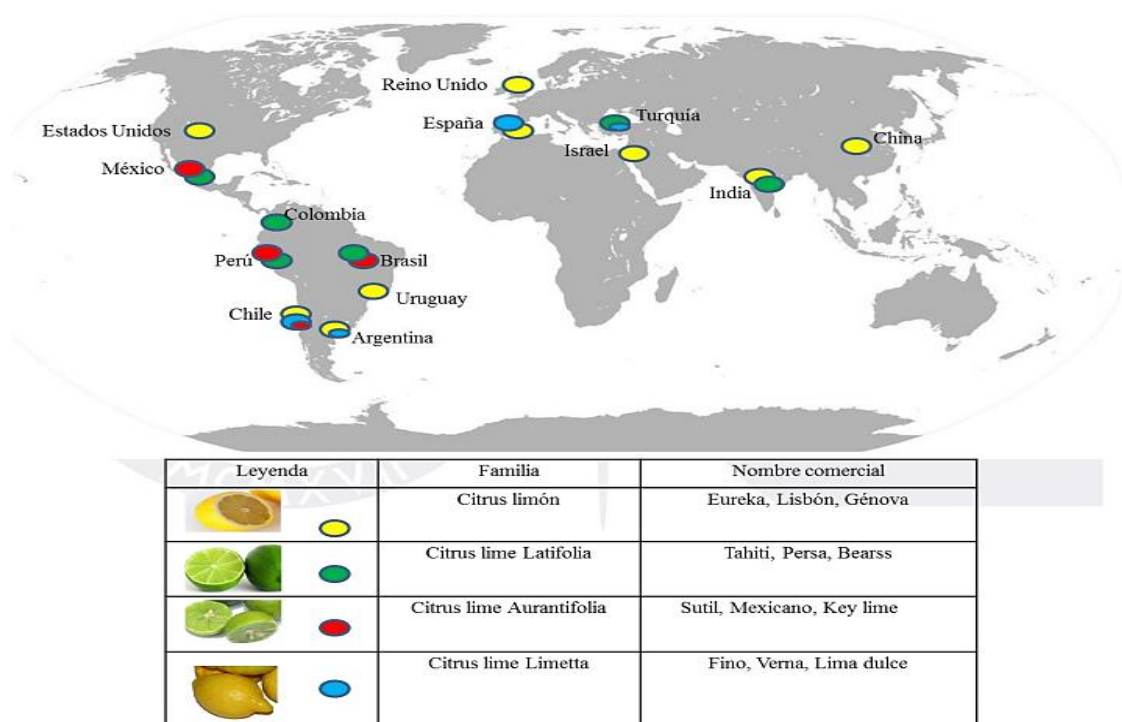 Reino Unido
Estados Unidos
España
Turquía
China
Israel
México
India
Colombia
Perú
Brasil
Uruguay
Chile
Argentina
Leyenda Familia Nombre comercial
Citrus limón Eureka, Lisbón, Génova
Citrus lime Latifolia Tahití, Persa, Bearss
Citrus lime Aurantifolia Sutil, Mexicano, Key lime
Citrus lime Limetta Fino, Verna, Lima dulce